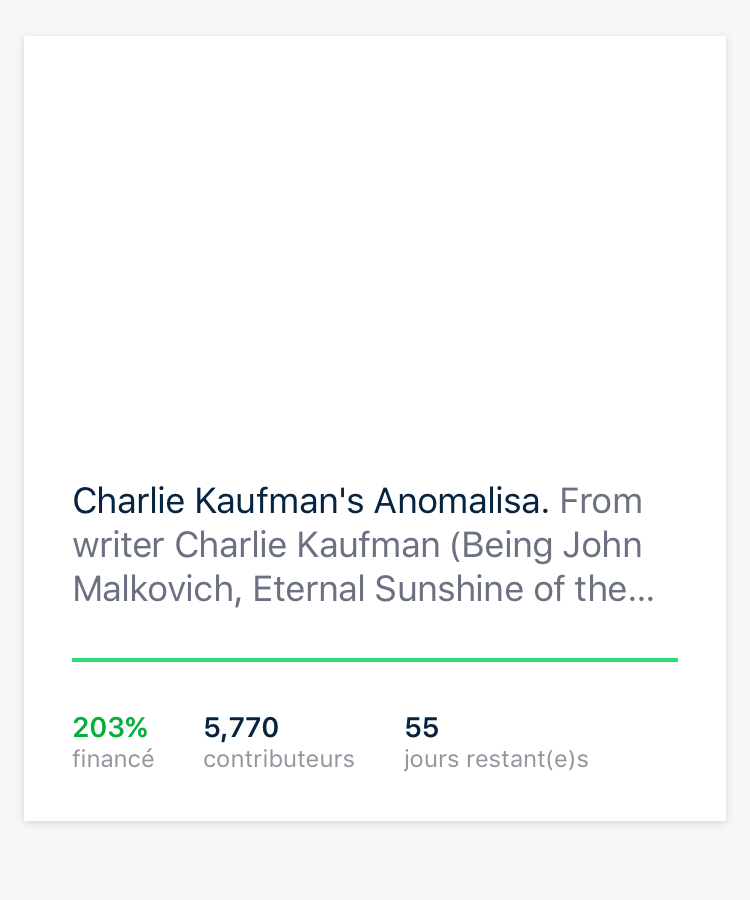 Charlie Kaufman's Anomalisa. From
writer Charlie Kaufman (Being John
Malkovich, Eternal Sunshine of the...
203% 5,770 55
financé contributeurs jours restant(e)s